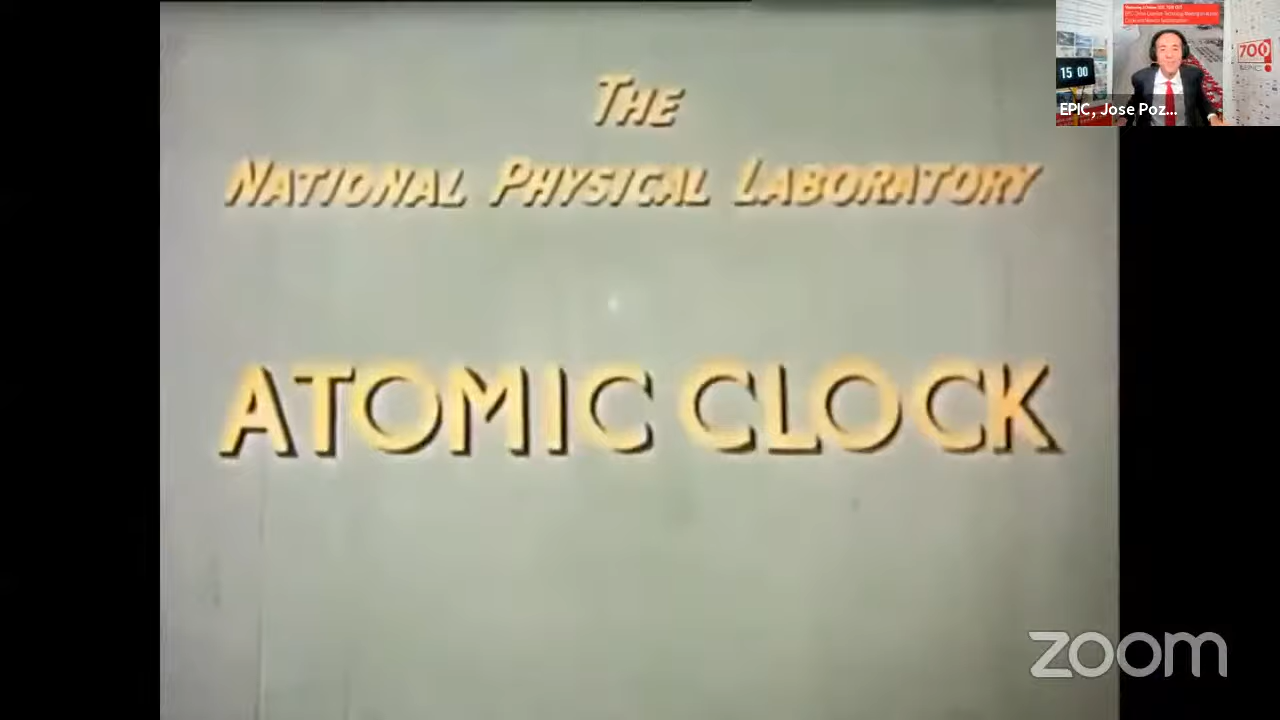 THE
NATIONAL PHYSICAL LABORATORY
ATOMIC CLOCK
15 00
700
EPIC, Jose Poz...
zoom